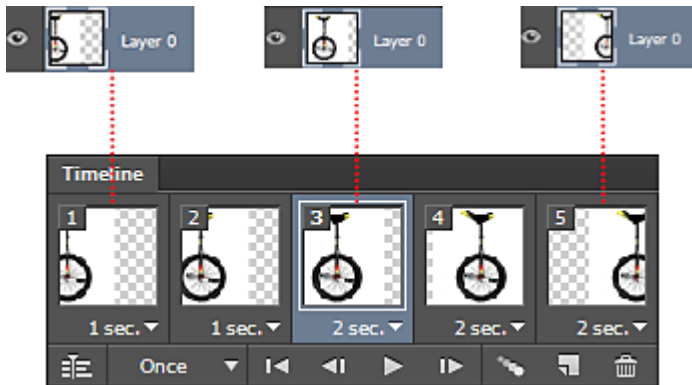 Layer 0
Layer 0
Layer 0
Timeline
1 2 3 4 5
1 sec. 1 sec. 2 sec. 2 sec. 2 sec.
Once